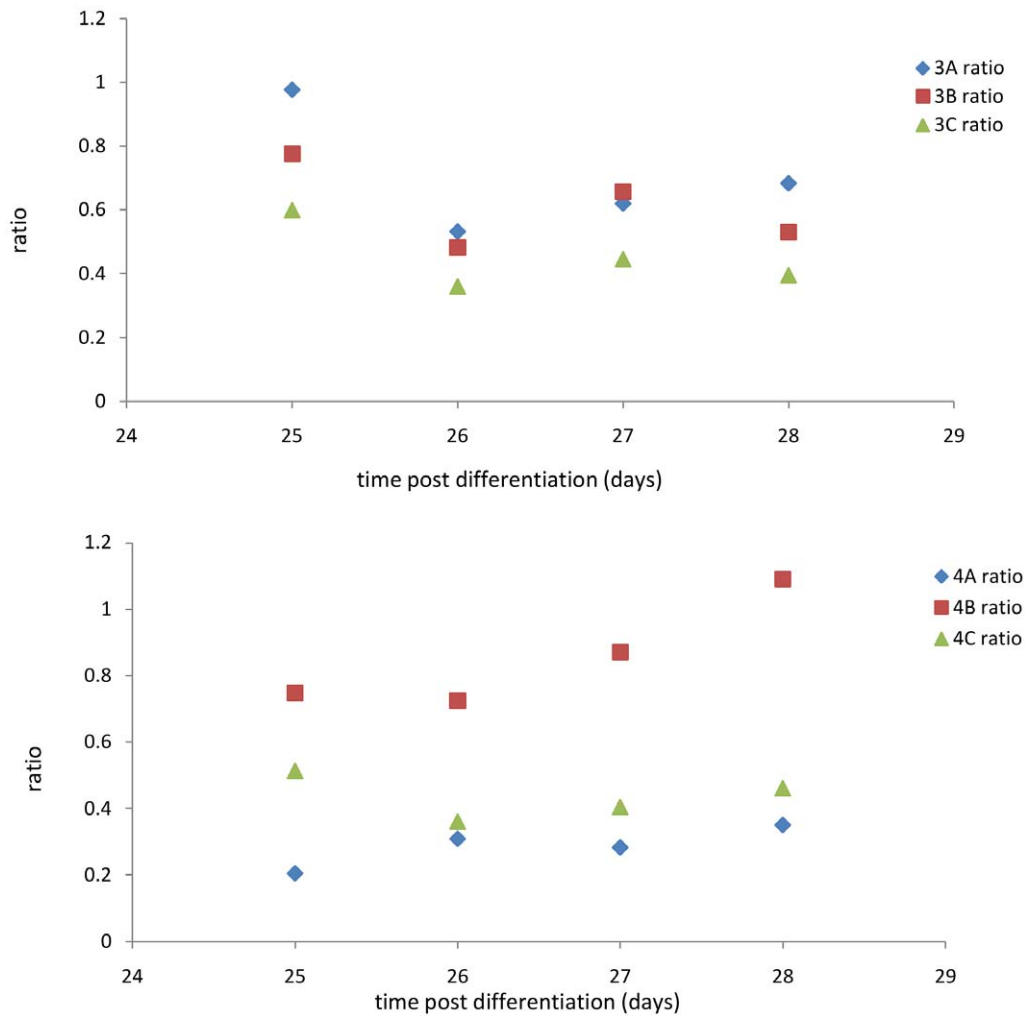 1.2
1
0.8
0.6
0.4
0.2
0
ratio
24 25 26 27 28 29
time post differentiation (days)
3A ratio
3B ratio
3C ratio
1.2
1
0.8
0.6
0.4
0.2
0
ratio
24 25 26 27 28 29
time post differentiation (days)
4A ratio
4B ratio
4C ratio